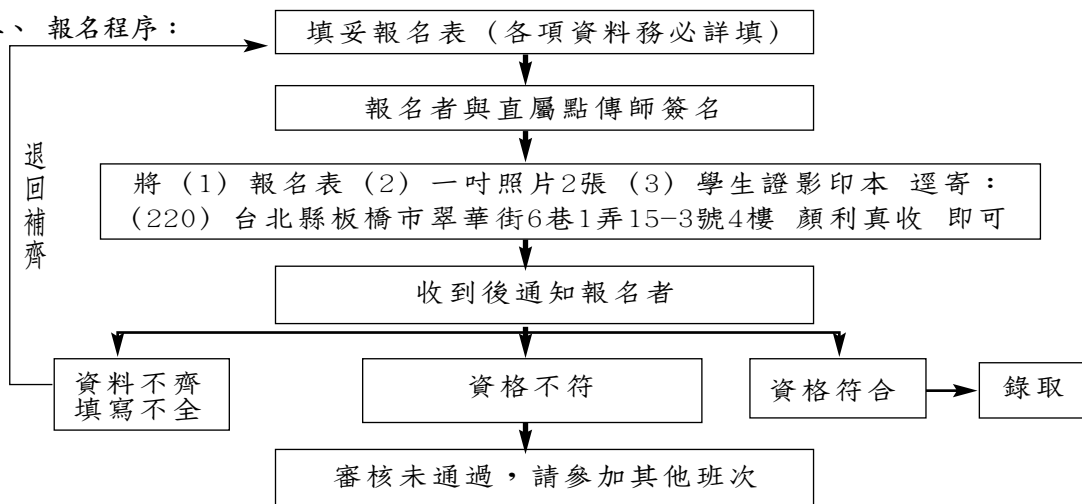 、報名程序：
填妥報名表（各項資料務必詳填）
報名者與直屬點傳師簽名
將 (1) 報名表 (2) 一吋照片2張 (3) 學生證影印本 逕寄：
(220) 台北縣板橋市翠華街6巷1弄15-3號4樓 顏利真收 即可
收到後通知報名者
退回補齊
資料不齊
填寫不全
資格不符
資格符合
錄取
審核未通過，請參加其他班次